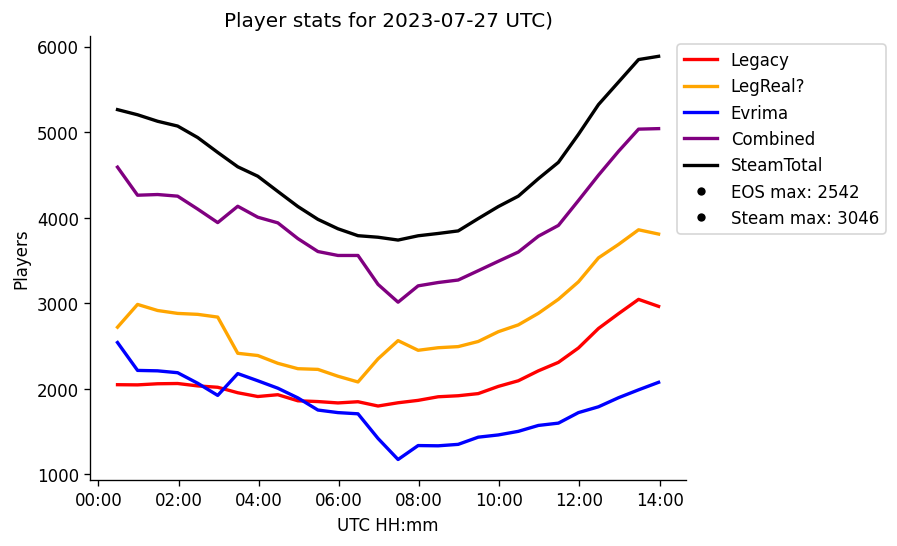 Player stats for 2023-07-27 UTC)
6000
5000
4000
3000
2000
1000
Players
00:00 02:00 04:00 06:00 08:00 10:00 12:00 14:00
UTC HH:mm
Legacy
LegReal?
Evrima
Combined
SteamTotal
EOS max: 2542
Steam max: 3046